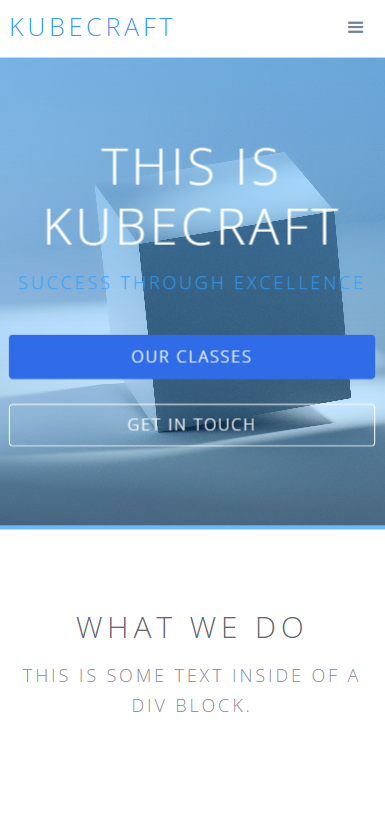 KUBECRAFT
THIS IS
KUBECRAFT
SUCCESS THROUGH EXCELLENCE
OUR CLASSES
GET IN TOUCH
WHAT WE DO
THIS IS SOME TEXT INSIDE OF A
DIV BLOCK.